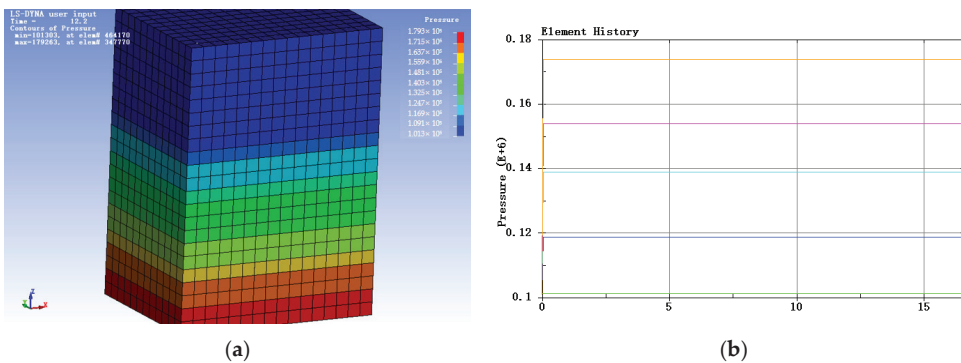 LS-DYNA user input
Time = 12.2
Contours of Pressure
min=101303, at elem# 464170
max=179263, at elem# 347770
Pressure
1.793×10⁵
1.715×10⁵
1.637×10⁵
1.559×10⁵
1.481×10⁵
1.403×10⁵
1.325×10⁵
1.247×10⁵
1.169×10⁵
1.091×10⁵
1.013×10⁵
Z
Y
X
(a)
Element History
Pressure (E+6)
0.18
0.16
0.14
0.12
0.1
0
5
10
15
(b)